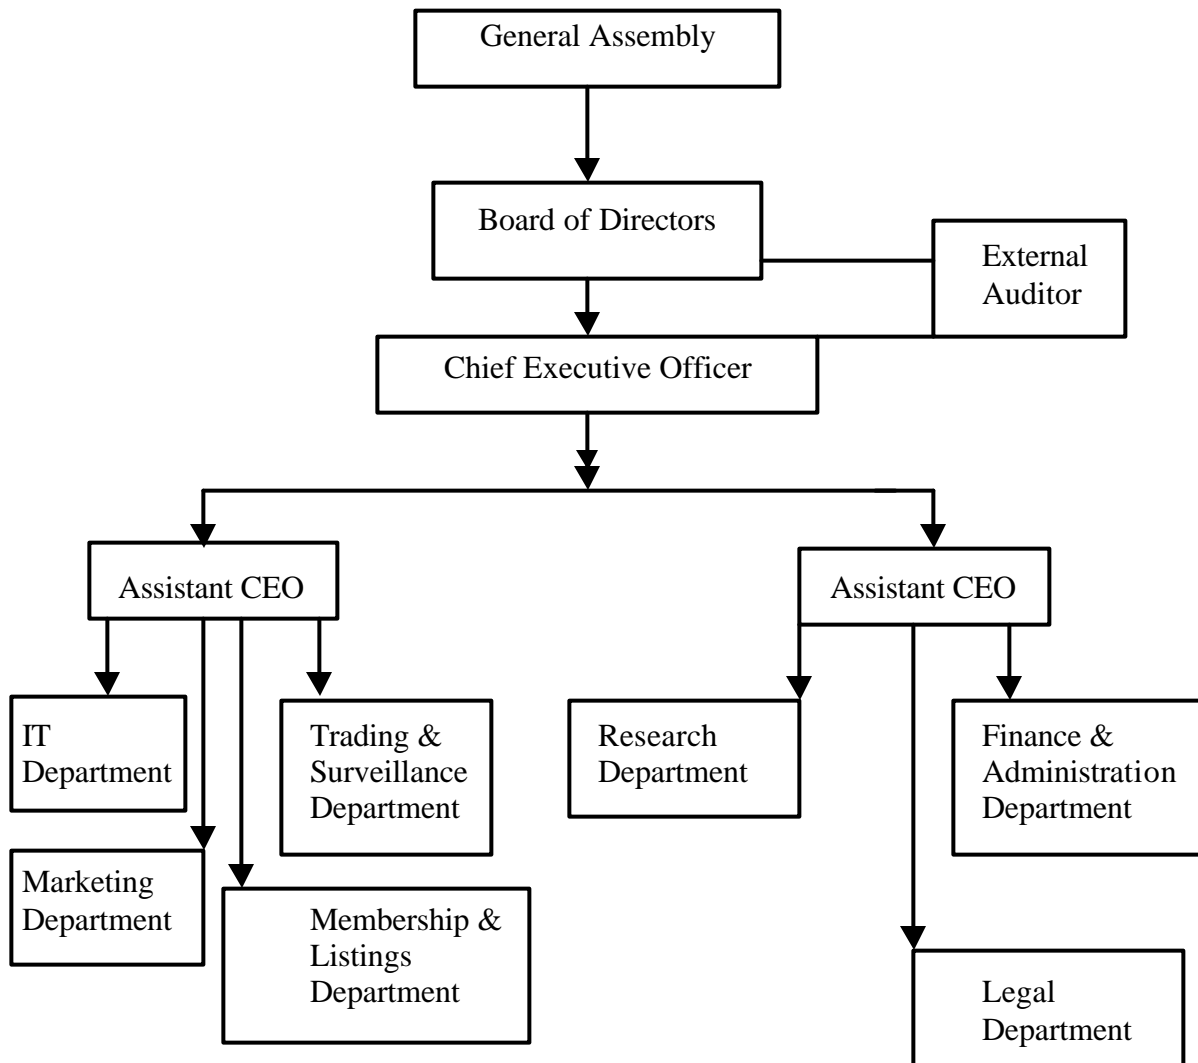 General Assembly
Board of Directors
External
Auditor
Chief Executive Officer
Assistant CEO
Assistant CEO
IT
Department
Trading &
Surveillance
Department
Research
Department
Finance &
Administration
Department
Marketing
Department
Membership &
Listings
Department
Legal
Department